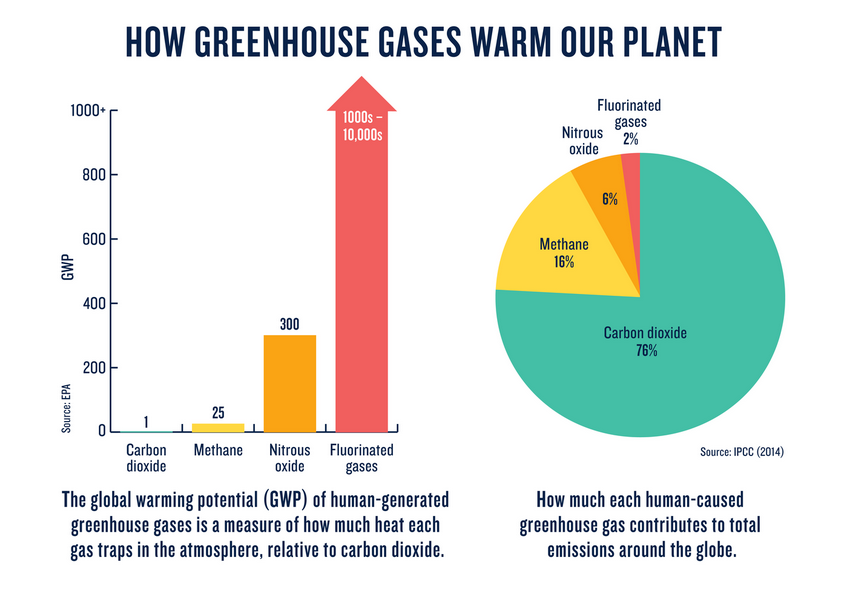 HOW GREENHOUSE GASES WARM OUR PLANET
1000+
800
600
400
200
0
GWP
Source: EPA
1
25
300
1000s –
10,000s
Carbon
dioxide
Methane
Nitrous
oxide
Fluorinated
gases
The global warming potential (GWP) of human-generated
greenhouse gases is a measure of how much heat each
gas traps in the atmosphere, relative to carbon dioxide.
Fluorinated
gases
2%
Nitrous
oxide
6%
Methane
16%
Carbon dioxide
76%
Source: IPCC (2014)
How much each human-caused
greenhouse gas contributes to total
emissions around the globe.